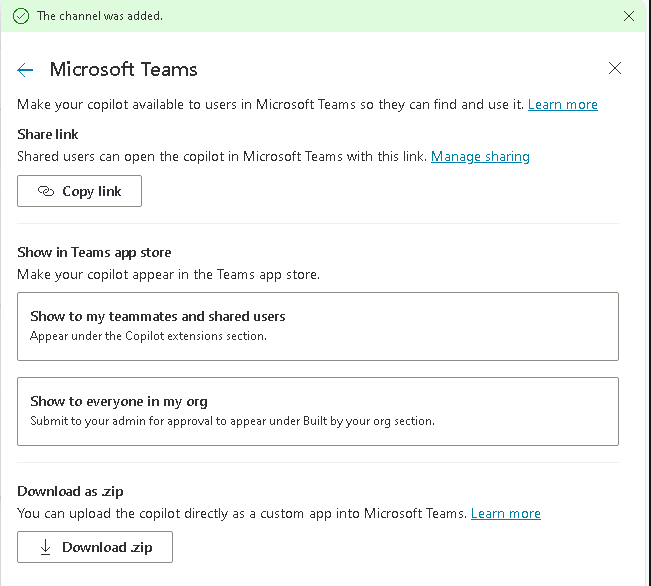 The channel was added.
Microsoft Teams
Make your copilot available to users in Microsoft Teams so they can find and use it. Learn more
Share link
Shared users can open the copilot in Microsoft Teams with this link. Manage sharing
Copy link
Show in Teams app store
Make your copilot appear in the Teams app store.
Show to my teammates and shared users
Appear under the Copilot extensions section.
Show to everyone in my org
Submit to your admin for approval to appear under Built by your org section.
Download as .zip
You can upload the copilot directly as a custom app into Microsoft Teams. Learn more
Download .zip